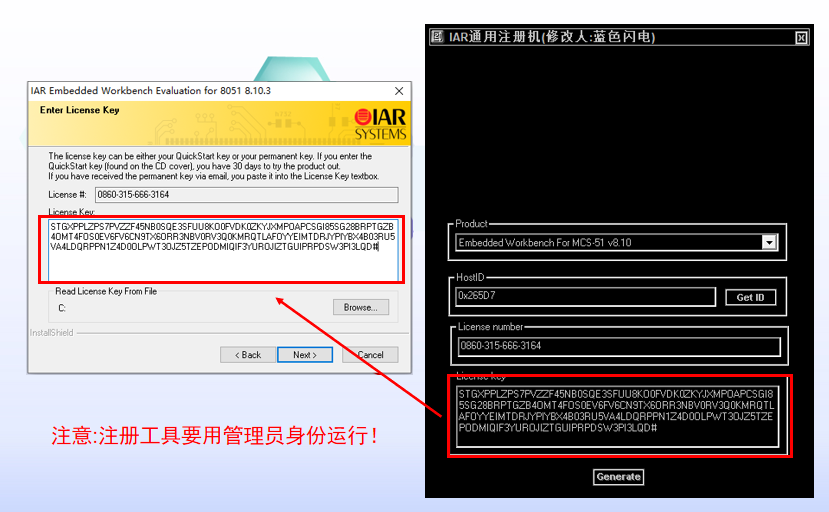 IAR Embedded Workbench Evaluation for 8051 8.10.3
Enter License Key
IAR
SYSTEMS
The license key can be either your QuickStart key or your permanent key. If you enter the
QuickStart key (found on the CD cover), you have 30 days to try the product out.
If you have received the permanent key via email, you paste it into the License Key textbox.
License #: 0860-315-666-3164
License Key:
Read License Key From File
C:
Browse...
InstallShield
< Back
Next >
Cancel
注意:注册工具要用管理员身份运行!
IAR通用注册机(修改人:蓝色闪电)
Product
Embedded Workbench For MCS-51 v8.10
HostID
0x265D7
Get ID
License number
0860-315-666-3164
License key
Generate